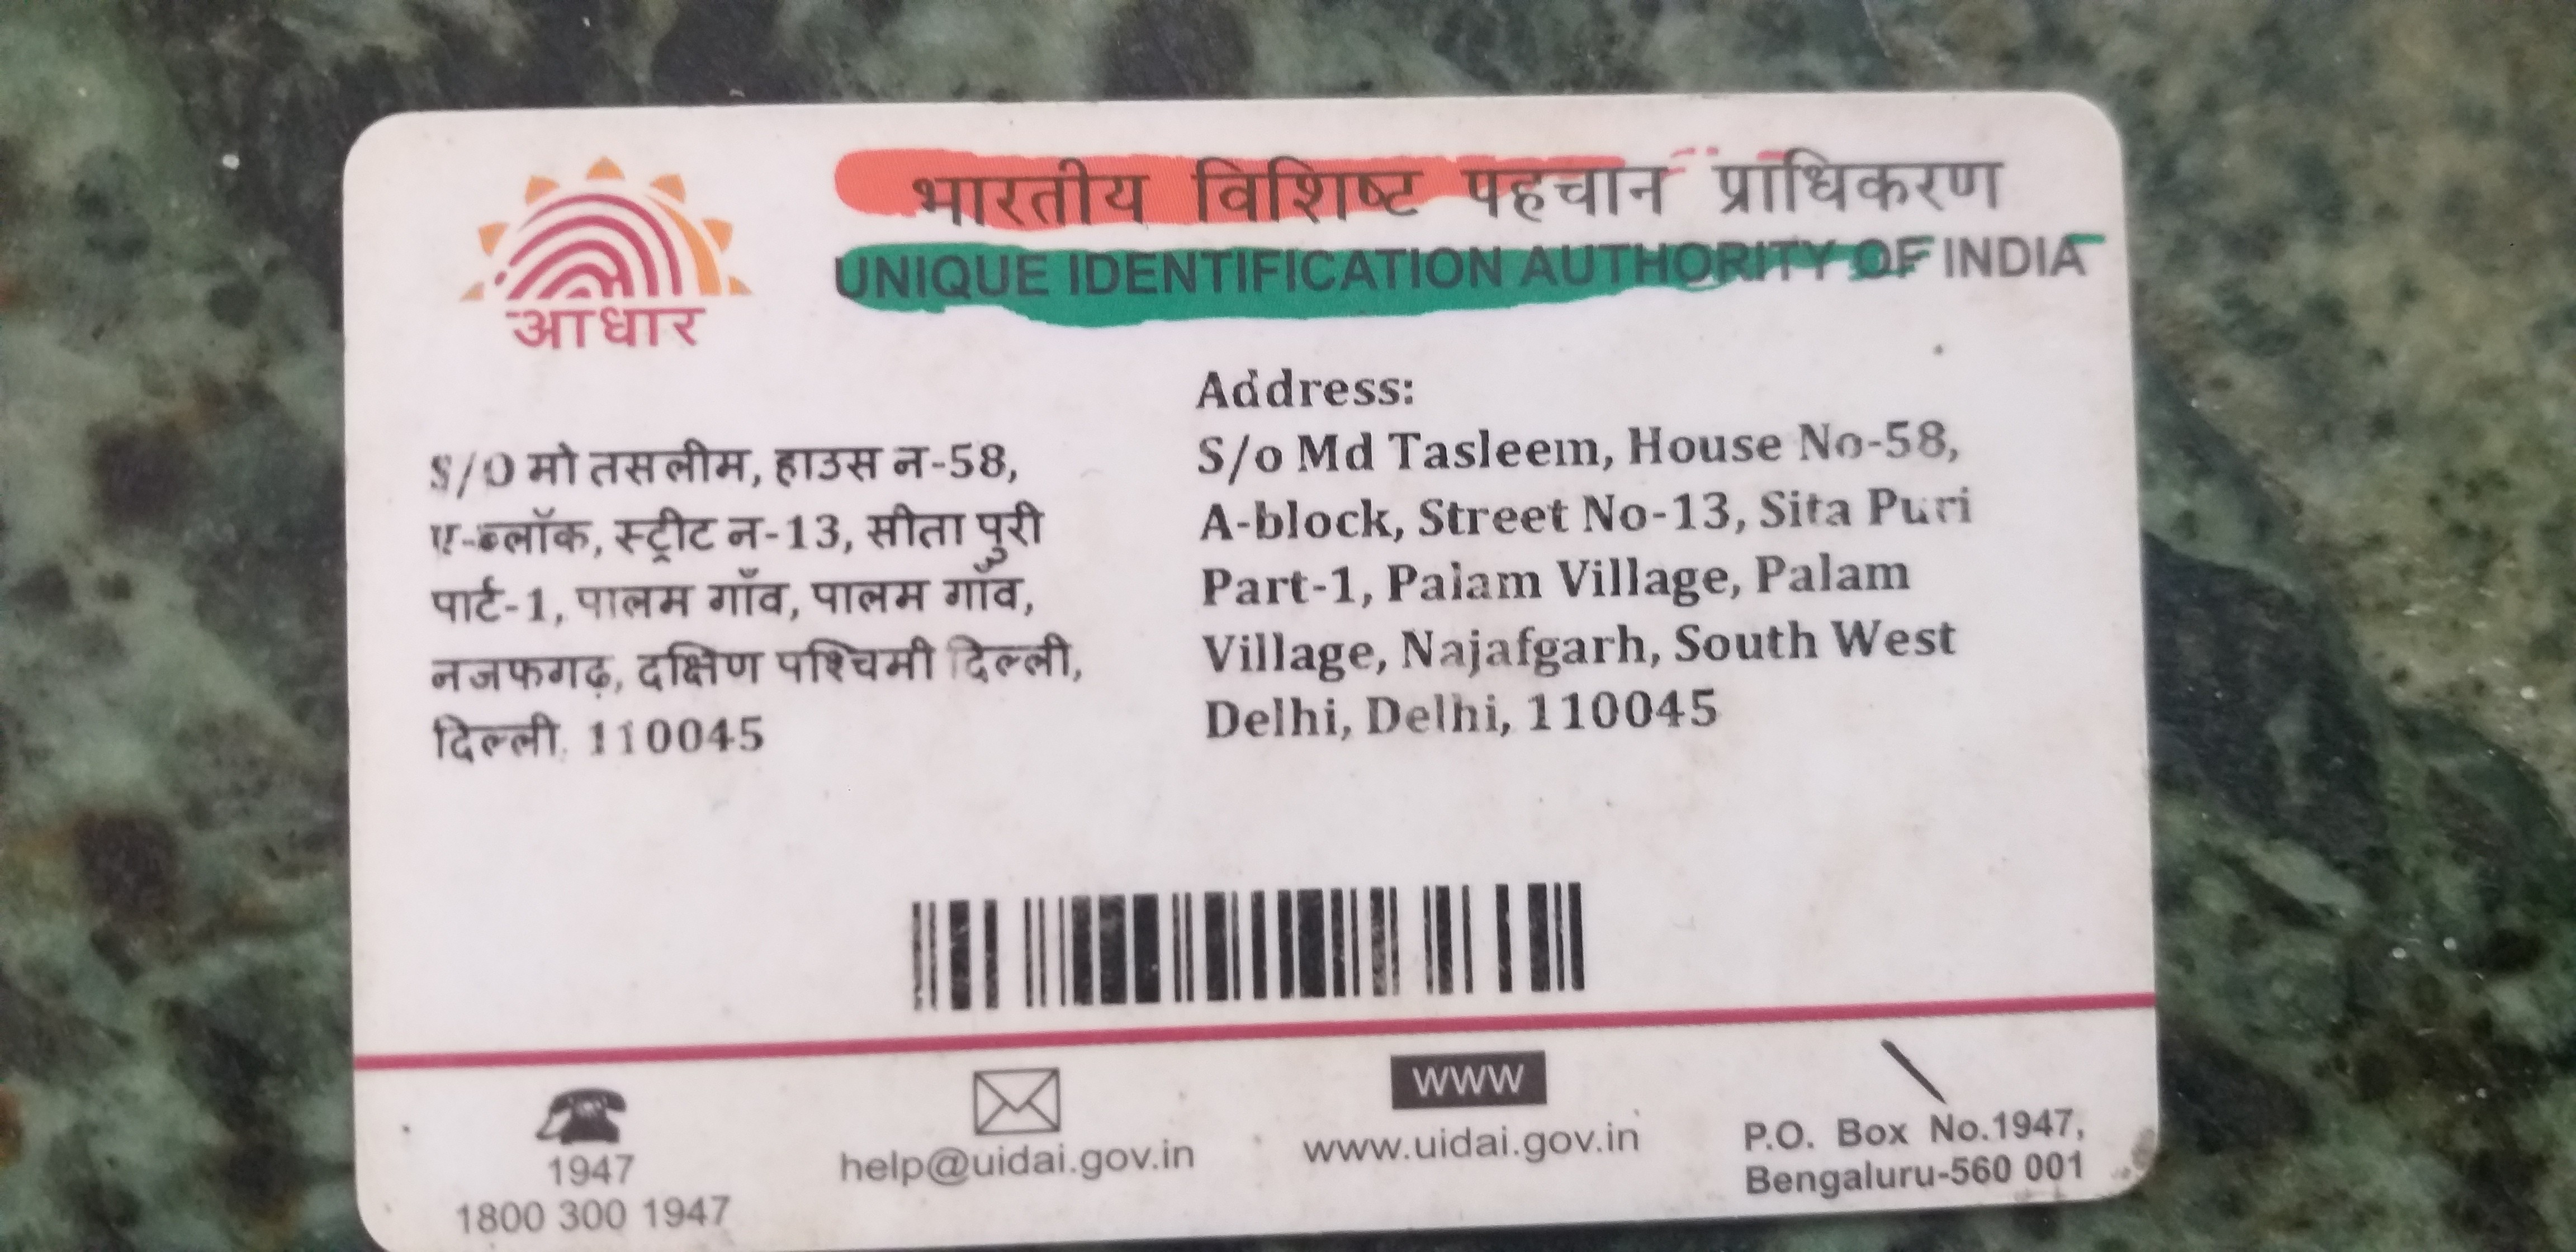 आधार
भारतीय विशिष्ट पहचान प्राधिकरण
UNIQUE IDENTIFICATION AUTHORITY OF INDIA
S/O मो तसलीम, हाउस न-58,
ए-ब्लॉक, स्ट्रीट न-13, सीता पुरी
पार्ट-1, पालम गाँव, पालम गाँव,
नजफगढ़, दक्षिण पश्चिमी दिल्ली,
दिल्ली, 110045
Address:
S/o Md Tasleem, House No-58,
A-block, Street No-13, Sita Puri
Part-1, Palam Village, Palam
Village, Najafgarh, South West
Delhi, Delhi, 110045
1947
1800 300 1947
help@uidai.gov.in
WWW
www.uidai.gov.in
P.O. Box No.1947,
Bengaluru-560 001